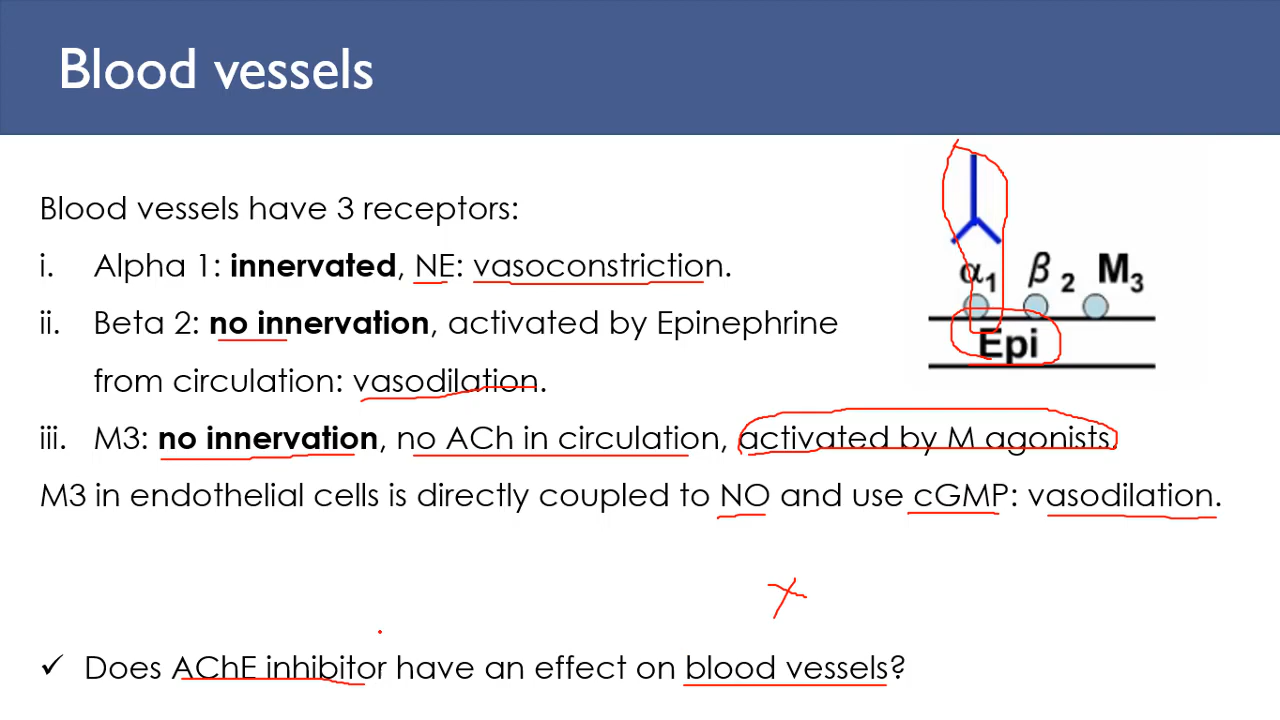 Blood vessels
Blood vessels have 3 receptors:
i. Alpha 1: innervated, NE: vasoconstriction.
ii. Beta 2: no innervation, activated by Epinephrine
from circulation: vasodilation.
iii. M3: no innervation, no ACh in circulation, activated by M agonists.
M3 in endothelial cells is directly coupled to NO and use cGMP: vasodilation.
✓ Does AChE inhibitor have an effect on blood vessels?
α1 β2 M3
Epi